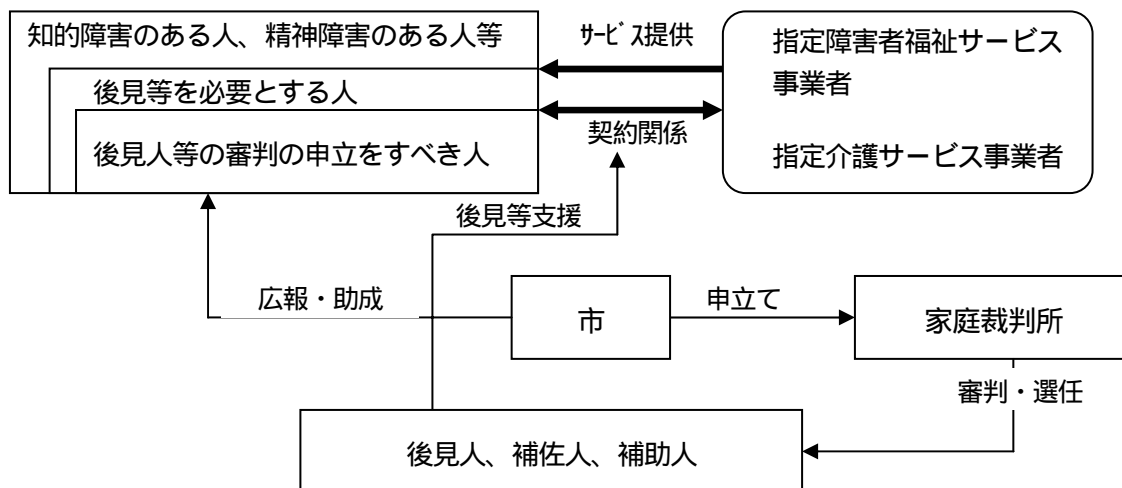 知的障害のある人、精神障害のある人等
後見等を必要とする人
後見人等の審判の申立をすべき人
ｻｰﾋﾞｽ提供
契約関係
指定障害者福祉サービス
事業者
指定介護サービス事業者
後見等支援
広報・助成
市
申立て
家庭裁判所
審判・選任
後見人、補佐人、補助人